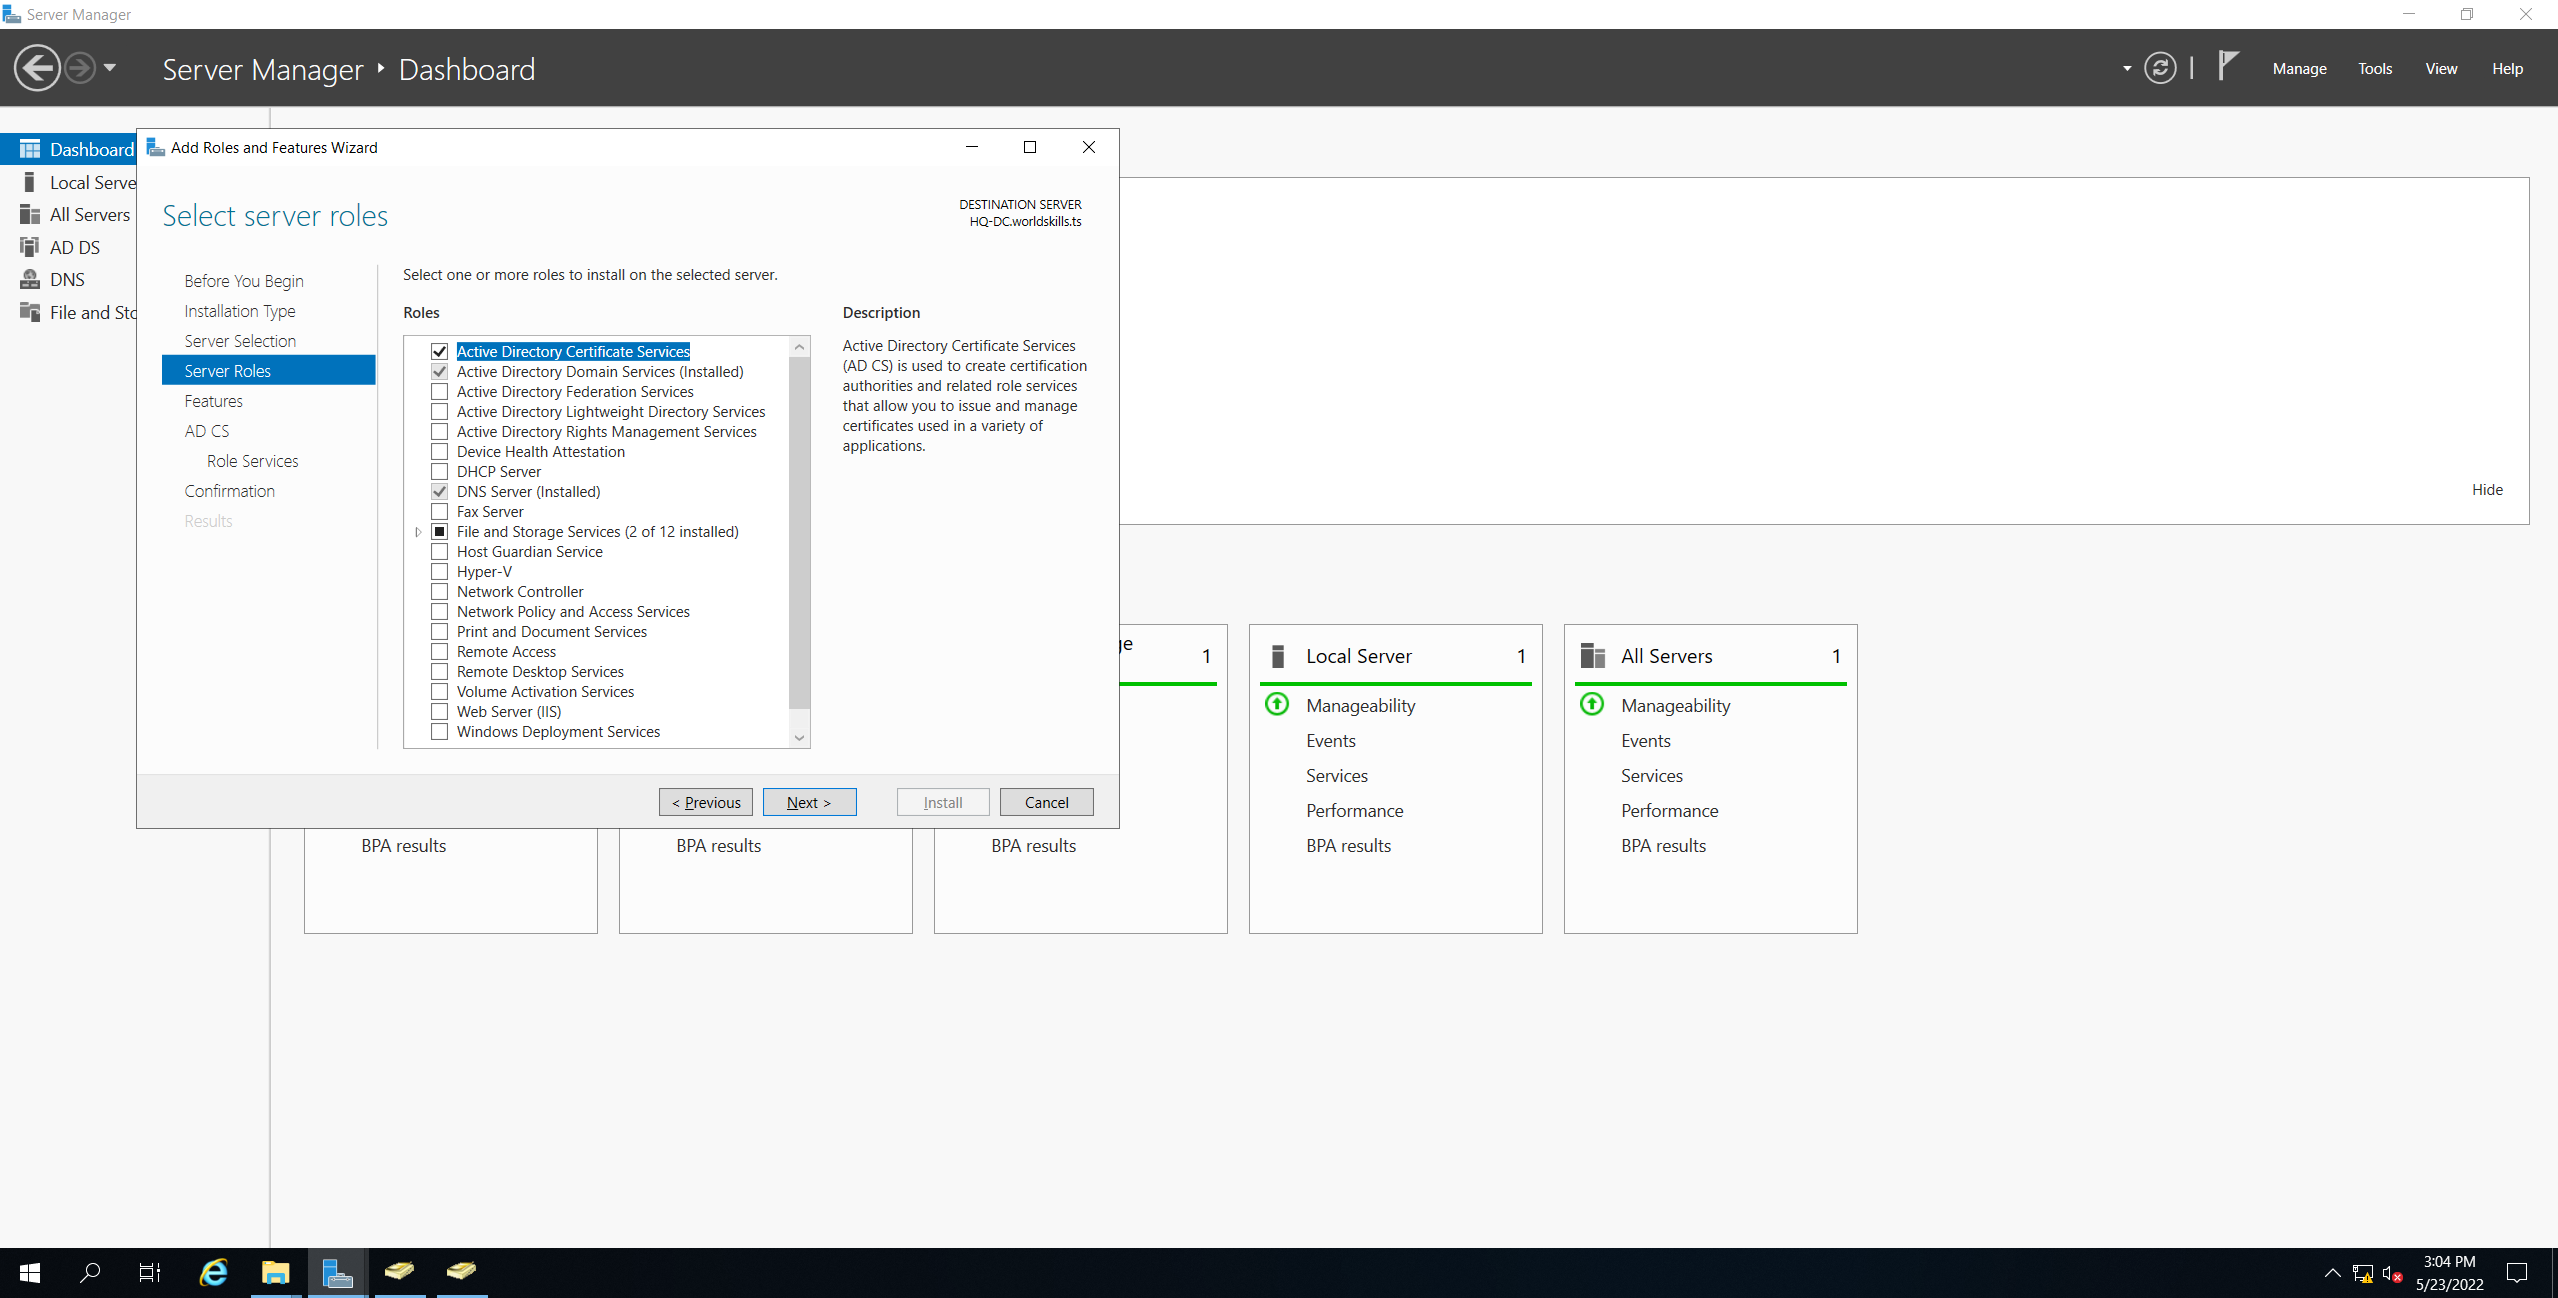 Server Manager
Server Manager Dashboard
Manage Tools View Help
Dashboard
Local Serve
All Servers
AD DS
DNS
File and Sto
Add Roles and Features Wizard
Select server roles
DESTINATION SERVER
HQ-DC.worldskills.ts
Before You Begin
Installation Type
Server Selection
Server Roles
Features
AD CS
Role Services
Confirmation
Results
Select one or more roles to install on the selected server.
Roles
Active Directory Certificate Services
Active Directory Domain Services (Installed)
Active Directory Federation Services
Active Directory Lightweight Directory Services
Active Directory Rights Management Services
Device Health Attestation
DHCP Server
DNS Server (Installed)
Fax Server
File and Storage Services (2 of 12 installed)
Host Guardian Service
Hyper-V
Network Controller
Network Policy and Access Services
Print and Document Services
Remote Access
Remote Desktop Services
Volume Activation Services
Web Server (IIS)
Windows Deployment Services
Description
Active Directory Certificate Services
(AD CS) is used to create certification
authorities and related role services
that allow you to issue and manage
certificates used in a variety of
applications.
< Previous
Next >
Install
Cancel
Hide
BPA results
BPA results
ge
1
BPA results
Local Server 1
Manageability
Events
Services
Performance
BPA results
All Servers 1
Manageability
Events
Services
Performance
BPA results
3:04 PM
5/23/2022